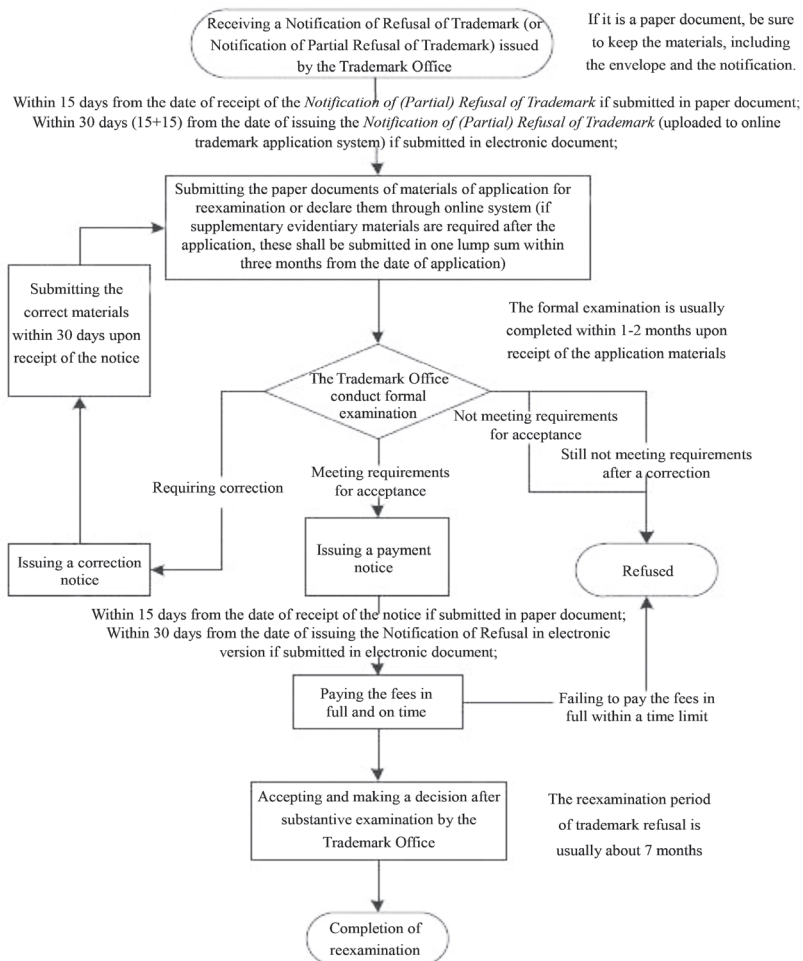 Receiving a Notification of Refusal of Trademark (or
Notification of Partial Refusal of Trademark) issued
by the Trademark Office
If it is a paper document, be sure
to keep the materials, including
the envelope and the notification.
Within 15 days from the date of receipt of the Notification of (Partial) Refusal of Trademark if submitted in paper document;
Within 30 days (15+15) from the date of issuing the Notification of (Partial) Refusal of Trademark (uploaded to online
trademark application system) if submitted in electronic document;
Submitting the paper documents of materials of application for
reexamination or declare them through online system (if
supplementary evidentiary materials are required after the
application, these shall be submitted in one lump sum within
three months from the date of application)
Submitting the
correct materials
within 30 days upon
receipt of the notice
The formal examination is usually
completed within 1-2 months upon
receipt of the application materials
The Trademark Office
conduct formal
examination
Not meeting requirements
for acceptance
Still not meeting requirements
after a correction
Requiring correction
Meeting requirements
for acceptance
Issuing a correction
notice
Issuing a payment
notice
Refused
Within 15 days from the date of receipt of the notice if submitted in paper document;
Within 30 days from the date of issuing the Notification of Refusal in electronic
version if submitted in electronic document;
Paying the fees in
full and on time
Failing to pay the fees in
full within a time limit
Accepting and making a decision after
substantive examination by the
Trademark Office
The reexamination period
of trademark refusal is
usually about 7 months
Completion of
reexamination